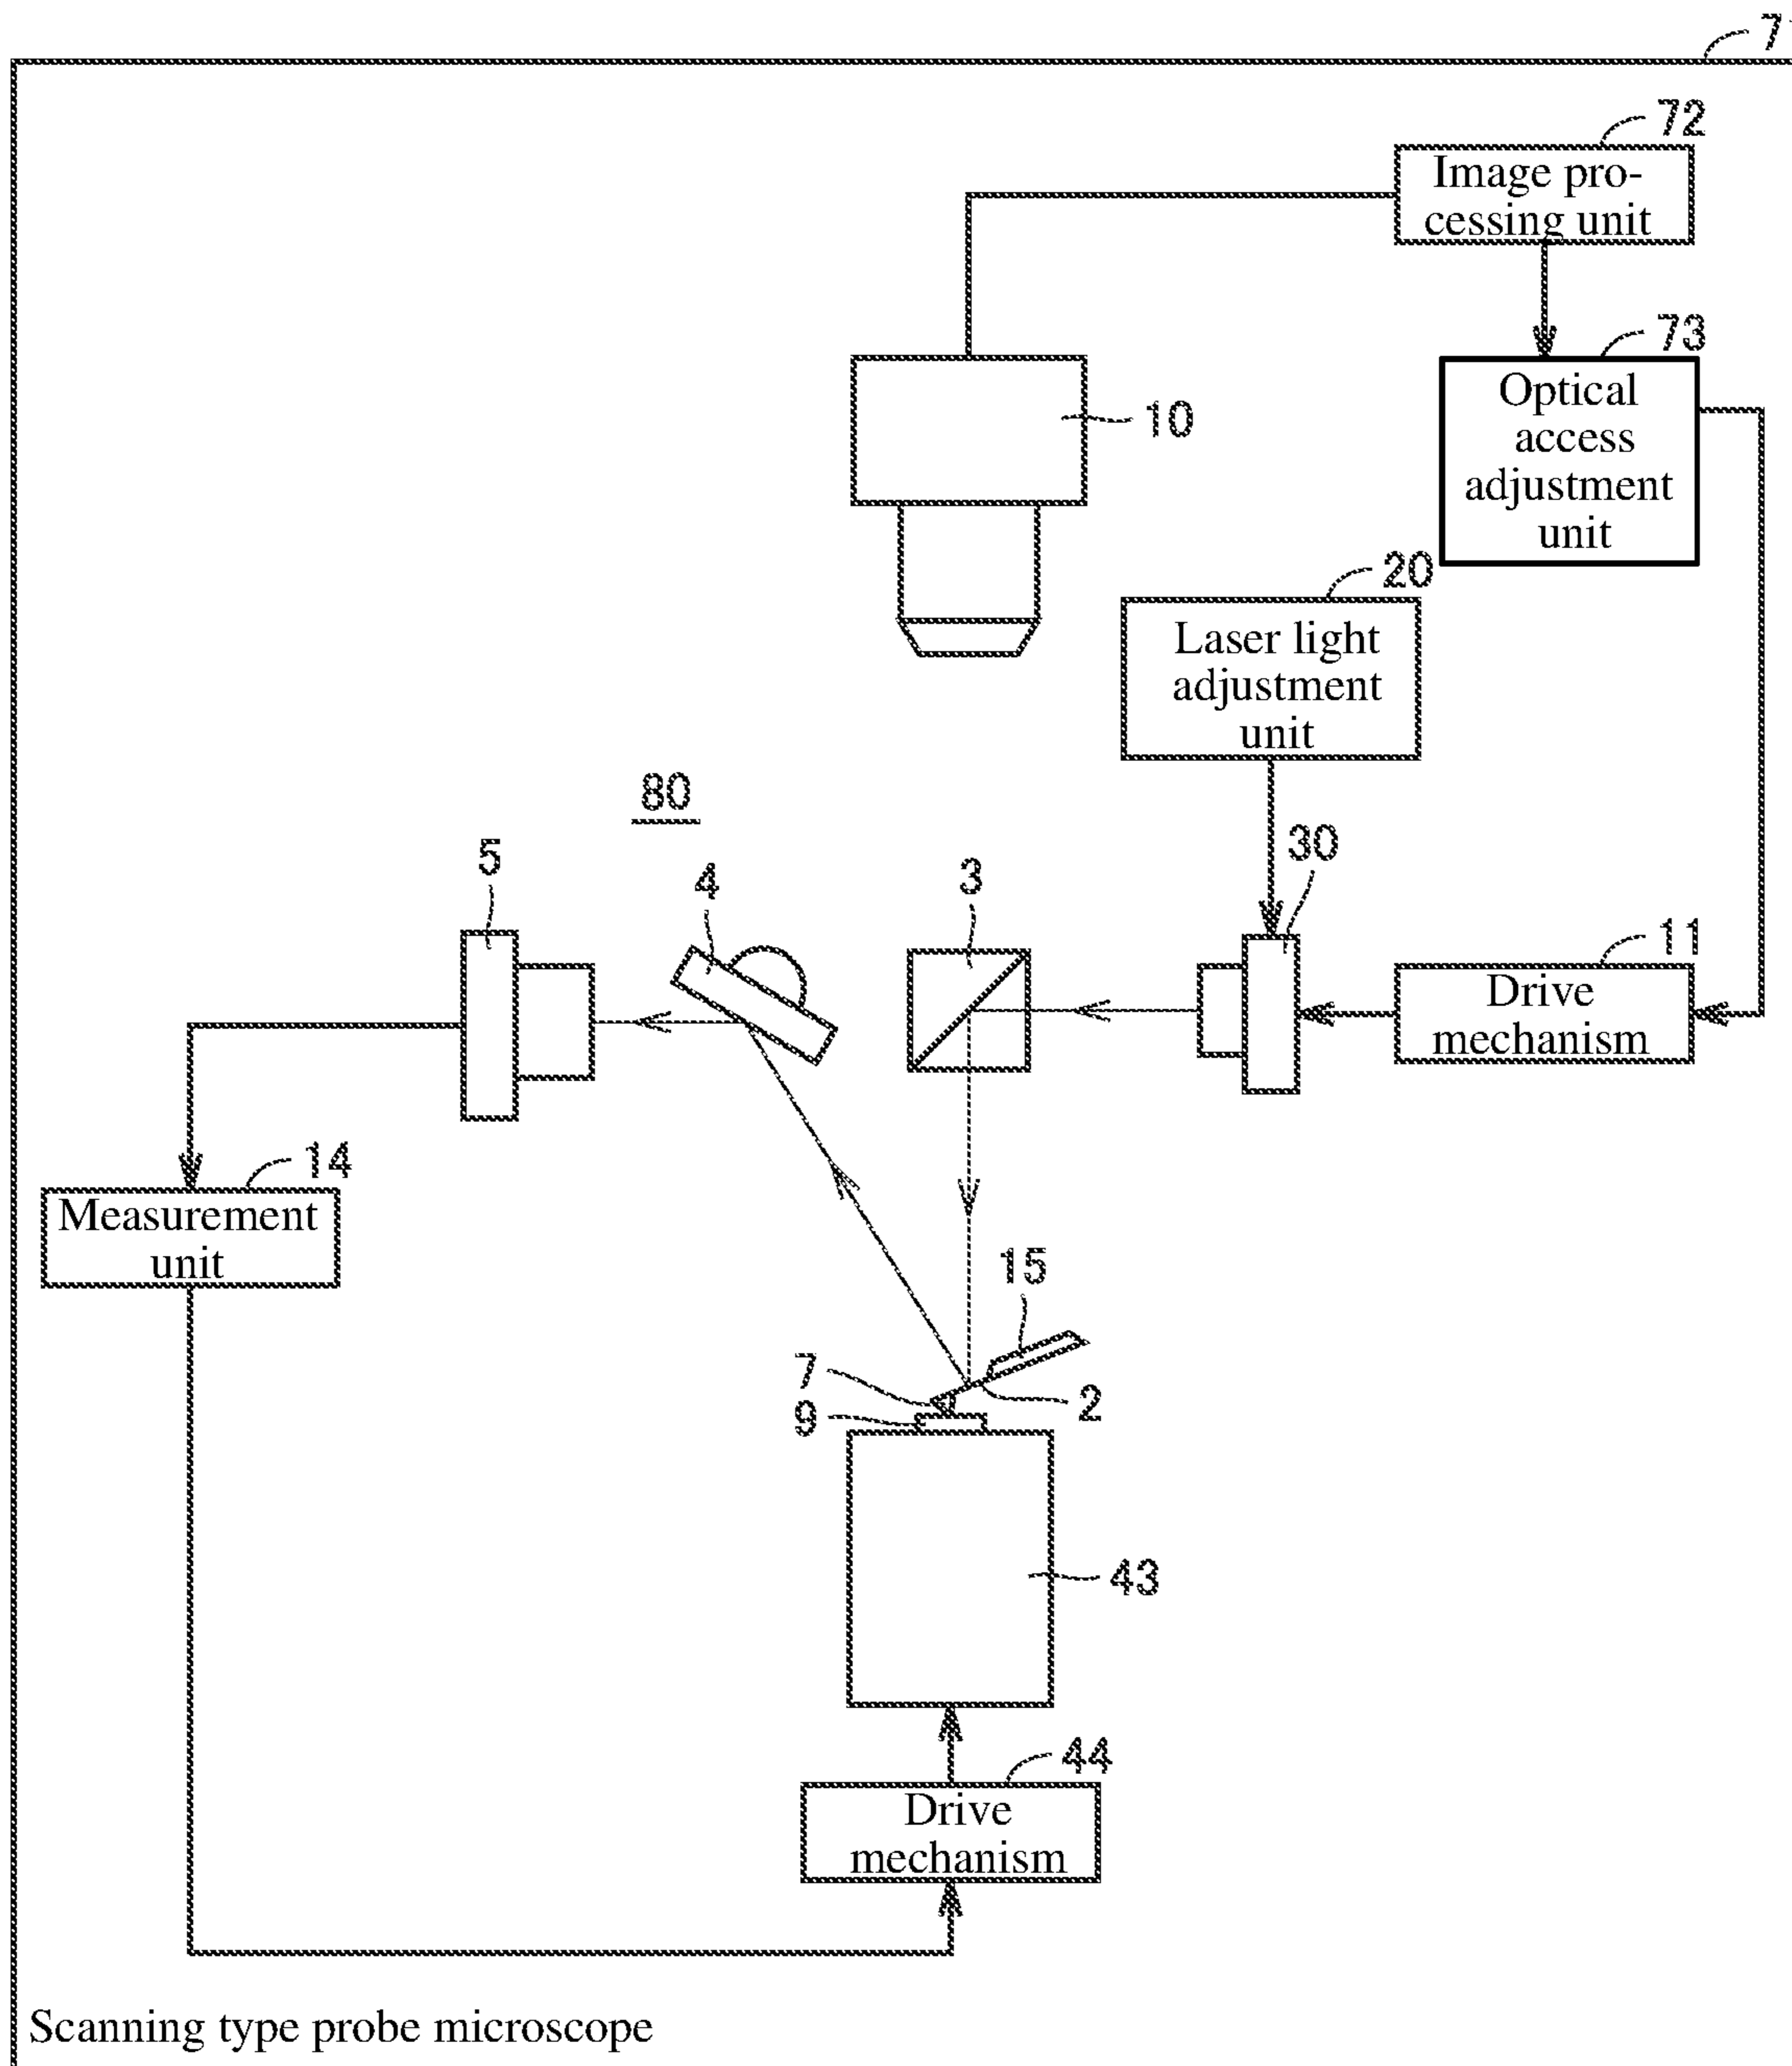 7
72
Image pro-
cessing unit
73
10
Optical
access
adjustment
unit
20
Laser light
adjustment
unit
80
5
4
3
30
11
Drive
mechanism
14
Measurement
unit
15
7
2
9
43
44
Drive
mechanism
Scanning type probe microscope